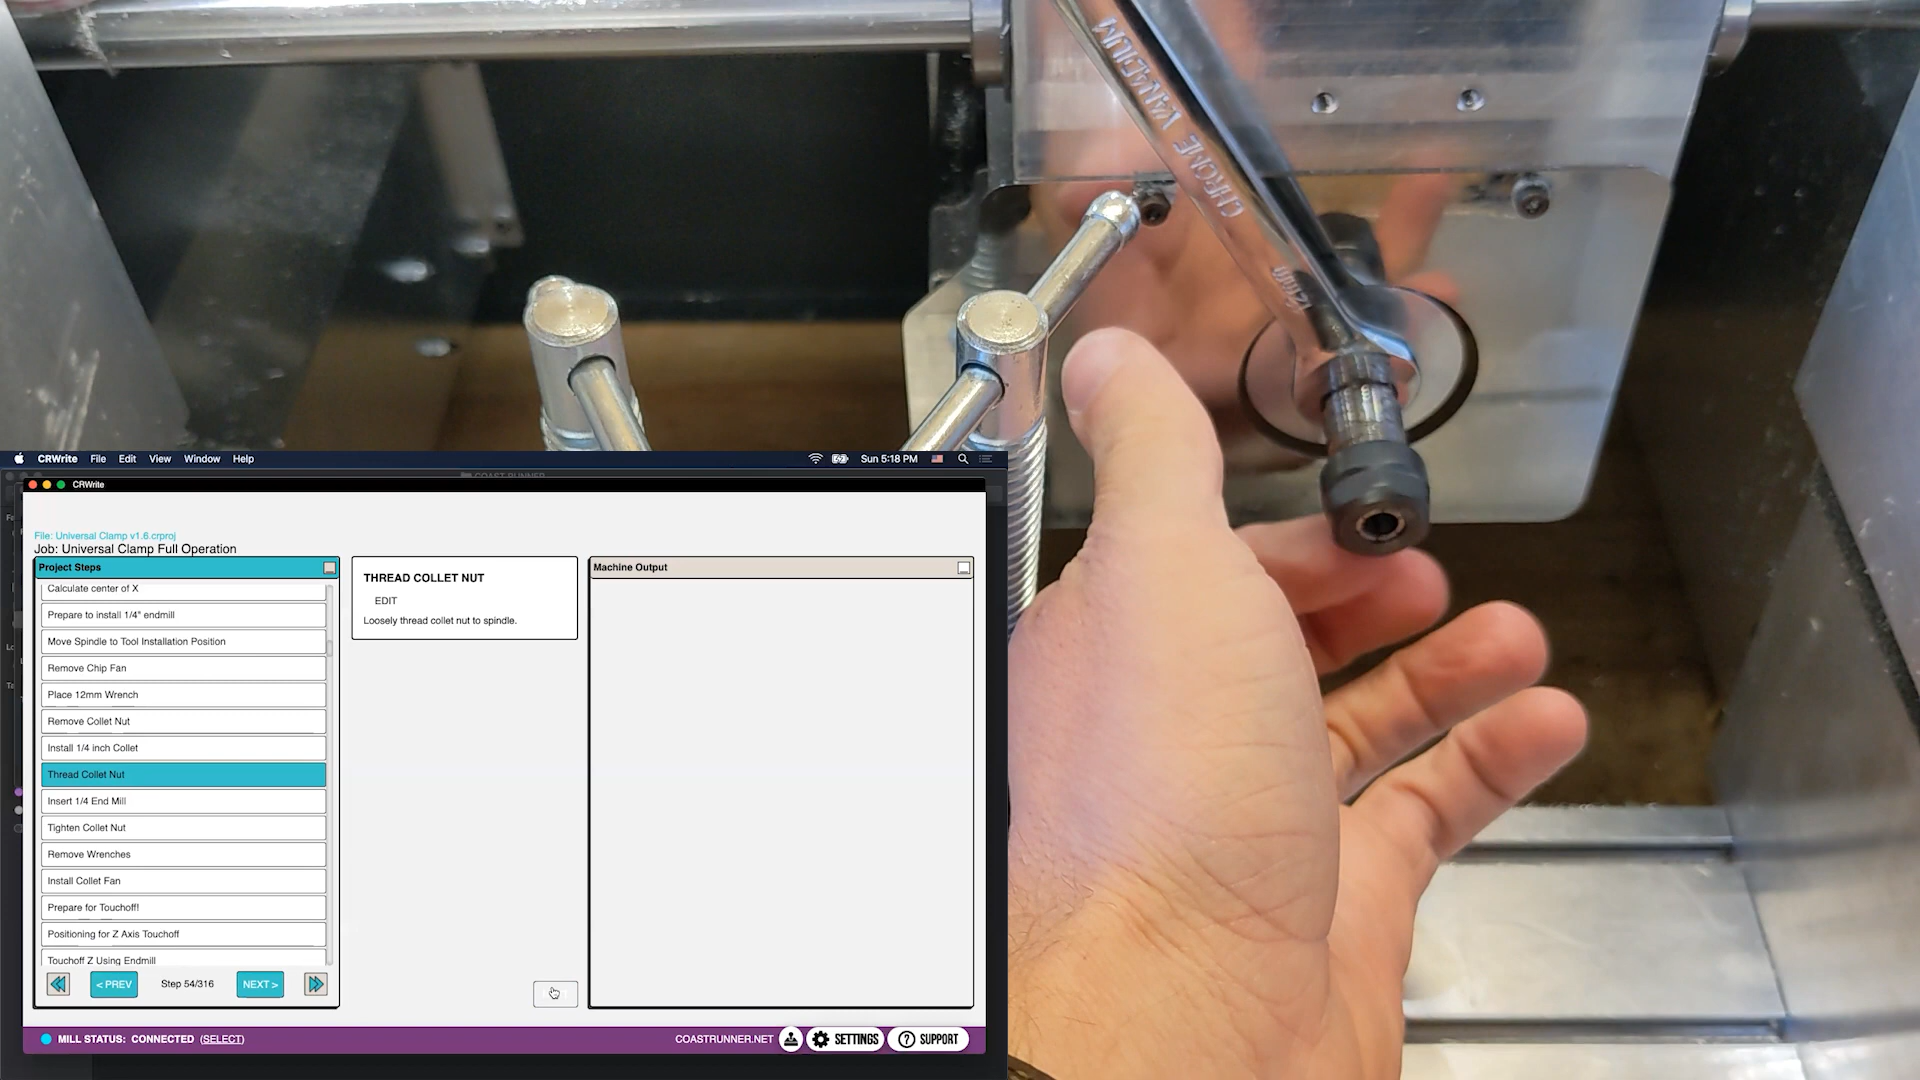 CHROME VANADIUM
12mm
CRWrite File Edit View Window Help
Sun 5:18 PM
COAST RUNNER
CRWrite
File: Universal Clamp v1.6.crproj
Job: Universal Clamp Full Operation
Project Steps
Calculate center of X
Prepare to install 1/4" endmill
Move Spindle to Tool Installation Position
Remove Chip Fan
Place 12mm Wrench
Remove Collet Nut
Install 1/4 inch Collet
Thread Collet Nut
Insert 1/4 End Mill
Tighten Collet Nut
Remove Wrenches
Install Collet Fan
Prepare for Touchoff!
Positioning for Z Axis Touchoff
Touchoff Z Using Endmill
< PREV
Step 54/316
NEXT >
THREAD COLLET NUT
EDIT
Loosely thread collet nut to spindle.
Machine Output
MILL STATUS: CONNECTED (SELECT)
COASTRUNNER.NET
SETTINGS
SUPPORT